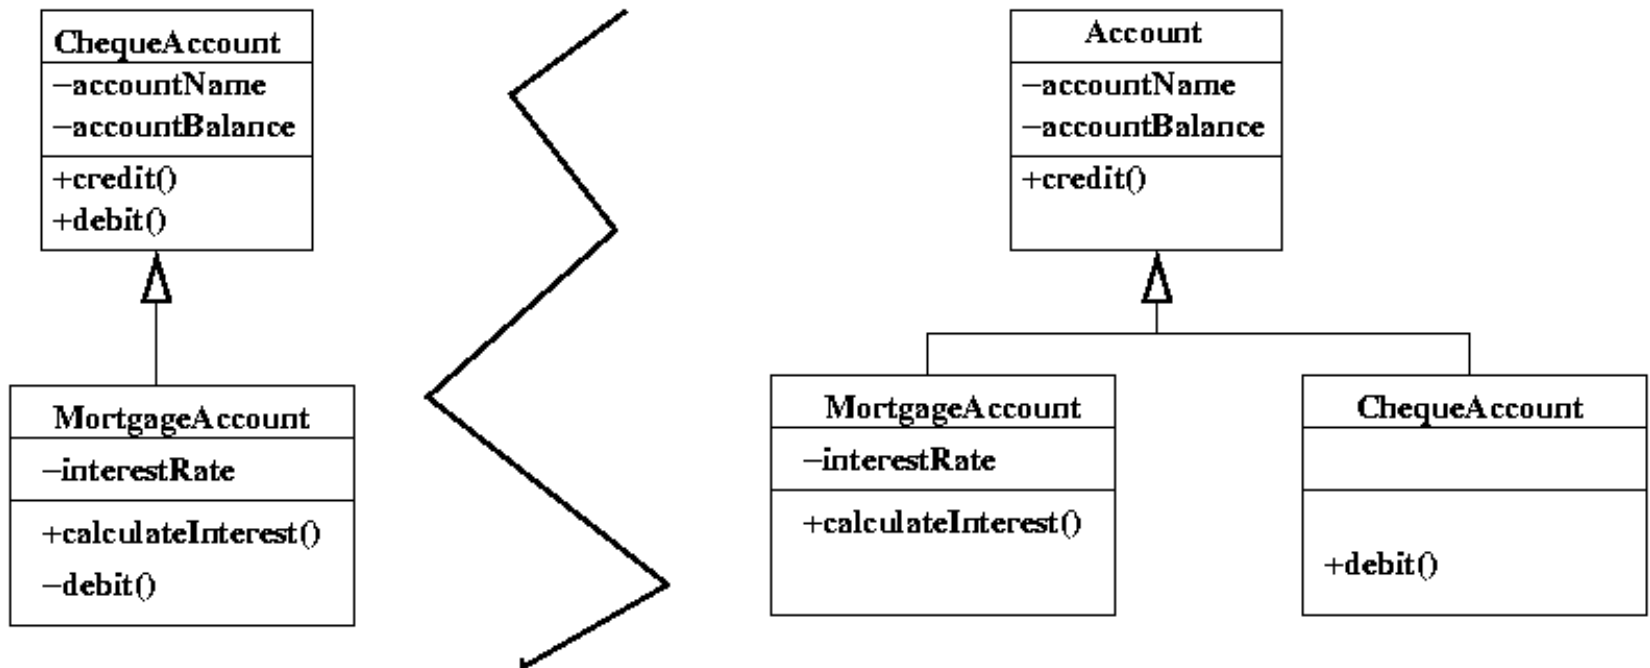 ChequeAccount
–accountName
–accountBalance
+credit()
+debit()
MortgageAccount
–interestRate
+calculateInterest()
–debit()
Account
–accountName
–accountBalance
+credit()
MortgageAccount
–interestRate
+calculateInterest()
ChequeAccount
+debit()